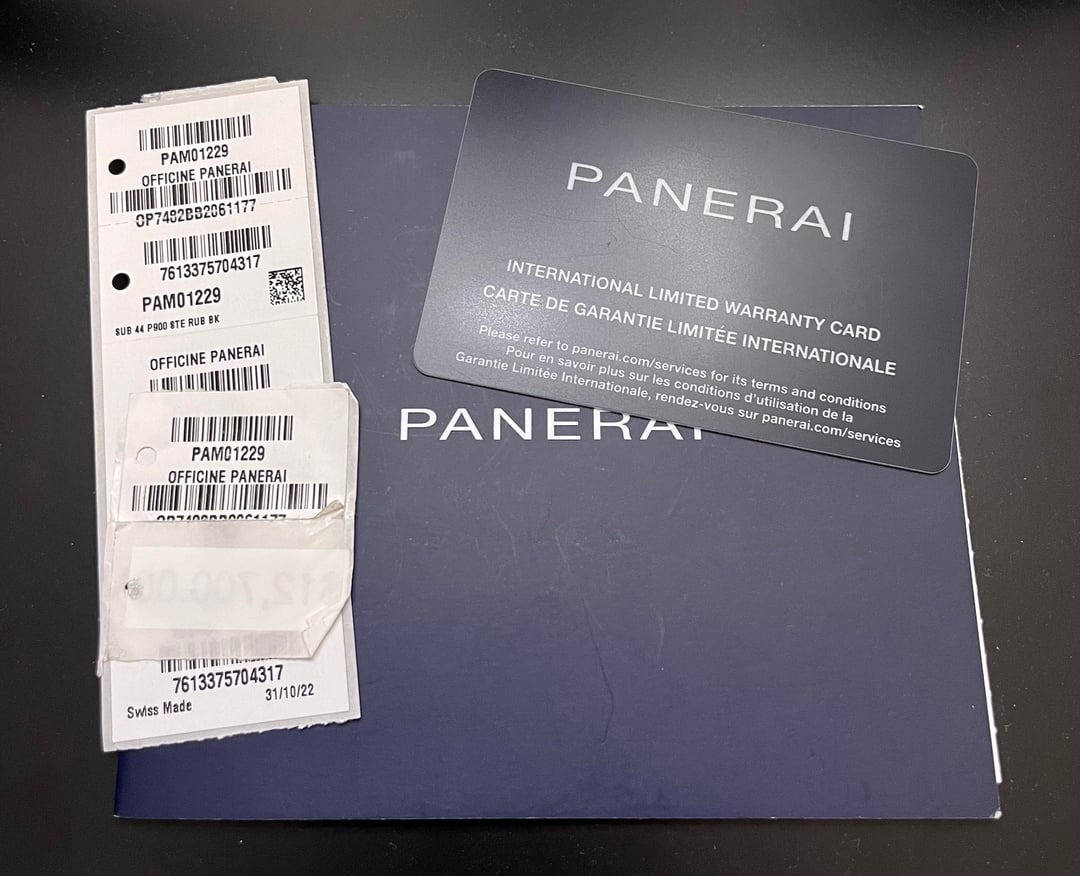 PAM01229
OFFICINE PANERAI
OP7492BB2061177
7613375704317
PAM01229
SUB 44 P900 STE RUB BK
OFFICINE PANERAI
PAM01229
OFFICINE PANERAI
OP7492BB2061177
7613375704317
31/10/22
Swiss Made
PANERAI
INTERNATIONAL LIMITED WARRANTY CARD
CARTE DE GARANTIE LIMITÉE INTERNATIONALE
Please refer to panerai.com/services for its terms and conditions
Pour en savoir plus sur les conditions d'utilisation de la
Garantie Limitée Internationale, rendez-vous sur panerai.com/services
PANERAI